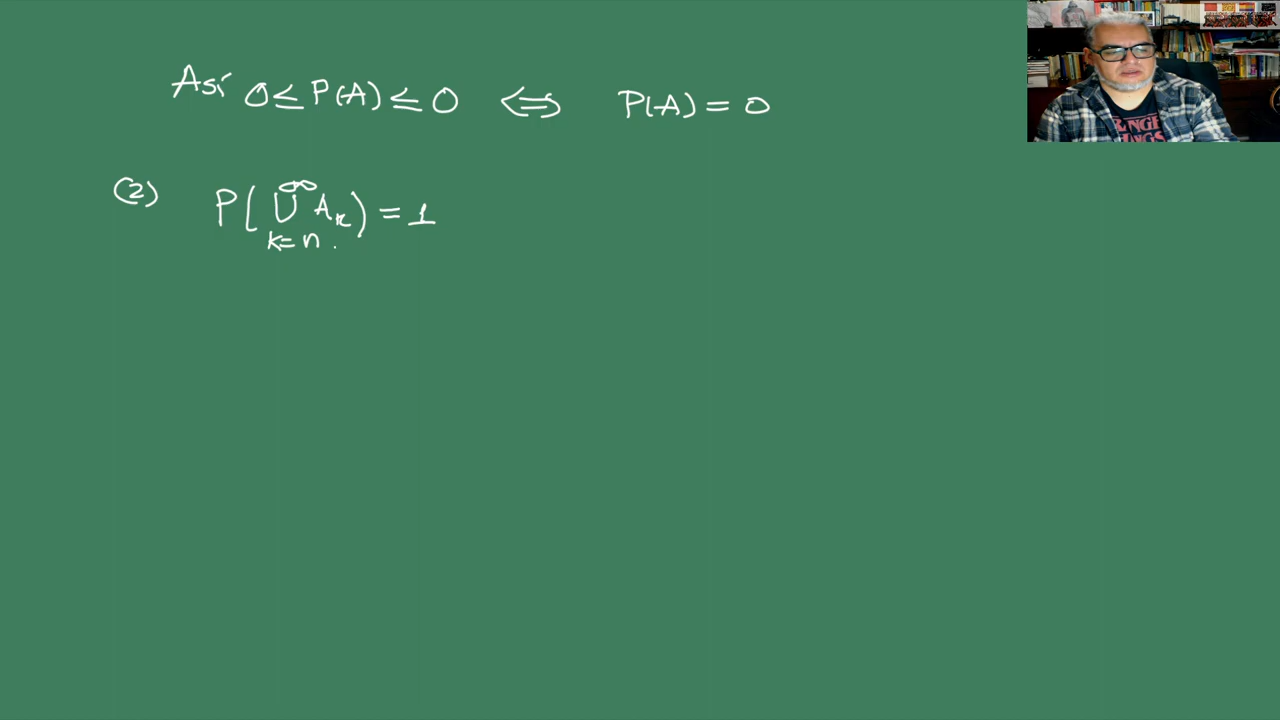 Así 0 ≤ P(A) ≤ 0 ⟺ P(A) = 0
(2) P(⋃_{k=n}^{∞} A_k) = 1